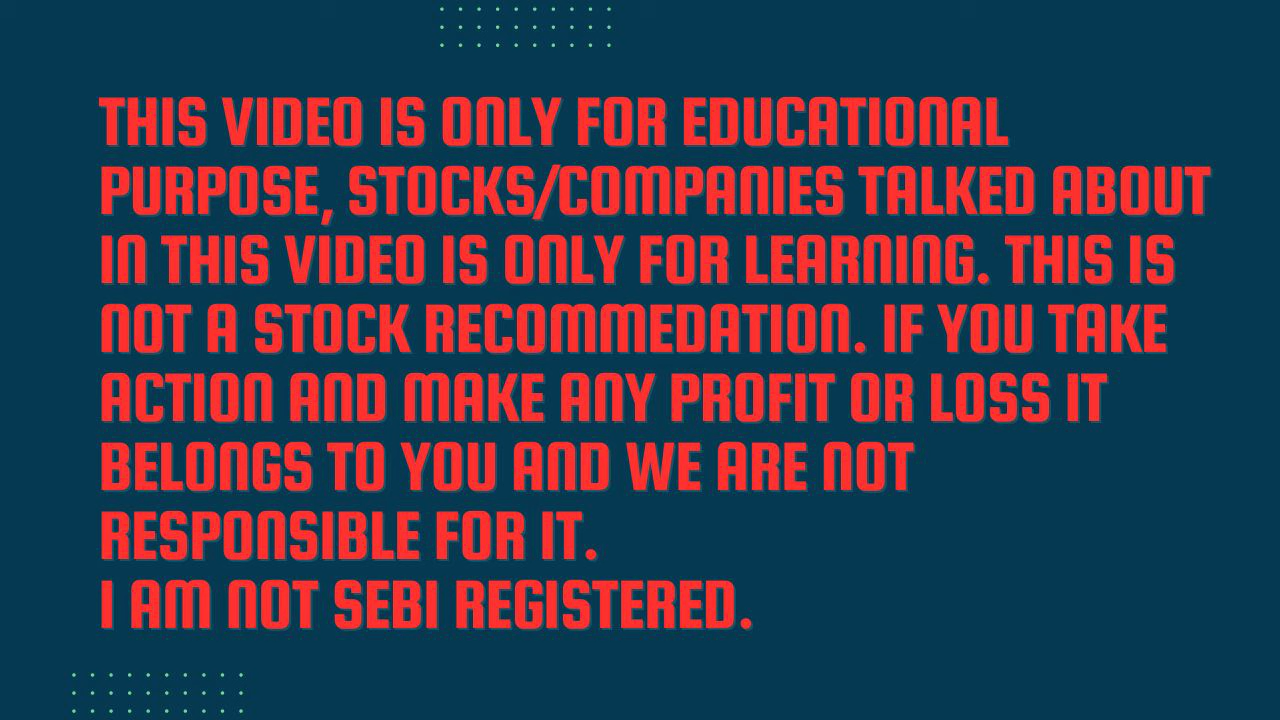 THIS VIDEO IS ONLY FOR EDUCATIONAL
PURPOSE, STOCKS/COMPANIES TALKED ABOUT
IN THIS VIDEO IS ONLY FOR LEARNING. THIS IS
NOT A STOCK RECOMMEDATION. IF YOU TAKE
ACTION AND MAKE ANY PROFIT OR LOSS IT
BELONGS TO YOU AND WE ARE NOT
RESPONSIBLE FOR IT.
I AM NOT SEBI REGISTERED.